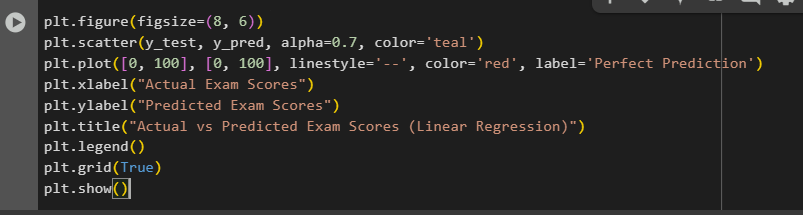 plt.figure(figsize=(8, 6))
plt.scatter(y_test, y_pred, alpha=0.7, color='teal')
plt.plot([0, 100], [0, 100], linestyle='--', color='red', label='Perfect Prediction')
plt.xlabel("Actual Exam Scores")
plt.ylabel("Predicted Exam Scores")
plt.title("Actual vs Predicted Exam Scores (Linear Regression)")
plt.legend()
plt.grid(True)
plt.show()